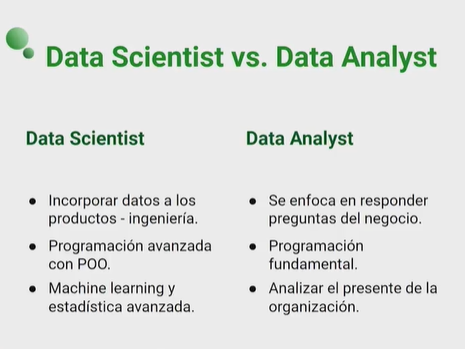 Data Scientist vs. Data Analyst
Data Scientist
● Incorporar datos a los
productos - ingeniería.
● Programación avanzada
con POO.
● Machine learning y
estadística avanzada.
Data Analyst
● Se enfoca en responder
preguntas del negocio.
● Programación
fundamental.
● Analizar el presente de la
organización.